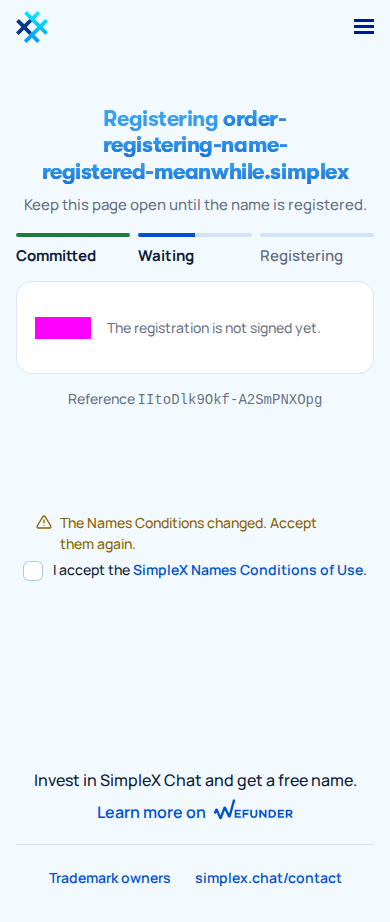 Registering order-
registering-name-
registered-meanwhile.simplex
Keep this page open until the name is registered.
Committed Waiting Registering
The registration is not signed yet.
Reference IItoDlk9Okf-A2SmPNXOpg
The Names Conditions changed. Accept
them again.
I accept the SimpleX Names Conditions of Use.
Invest in SimpleX Chat and get a free name.
Learn more on WEFUNDER
Trademark owners simplex.chat/contact